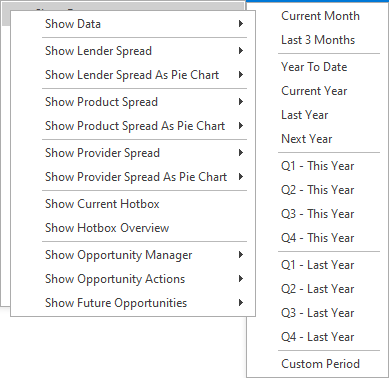 Show Data
Show Lender Spread
Show Lender Spread As Pie Chart
Show Product Spread
Show Product Spread As Pie Chart
Show Provider Spread
Show Provider Spread As Pie Chart
Show Current Hotbox
Show Hotbox Overview
Show Opportunity Manager
Show Opportunity Actions
Show Future Opportunities
Current Month
Last 3 Months
Year To Date
Current Year
Last Year
Next Year
Q1 - This Year
Q2 - This Year
Q3 - This Year
Q4 - This Year
Q1 - Last Year
Q2 - Last Year
Q3 - Last Year
Q4 - Last Year
Custom Period